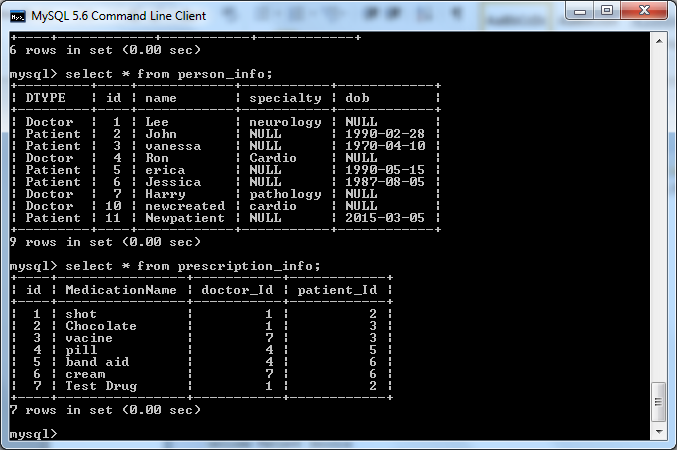 MySQL 5.6 Command Line Client
+----+------------+-----------+------------+
6 rows in set (0.00 sec)
mysql> select * from person_info;
+---------+----+------------+-----------+------------+
¦ DTYPE   ¦ id ¦ name       ¦ specialty ¦ dob        ¦
+---------+----+------------+-----------+------------+
¦ Doctor  ¦  1 ¦ Lee        ¦ neurology ¦ NULL       ¦
¦ Patient ¦  2 ¦ John       ¦ NULL      ¦ 1990-02-28 ¦
¦ Patient ¦  3 ¦ vanessa    ¦ NULL      ¦ 1970-04-10 ¦
¦ Doctor  ¦  4 ¦ Ron        ¦ Cardio    ¦ NULL       ¦
¦ Patient ¦  5 ¦ erica      ¦ NULL      ¦ 1990-05-15 ¦
¦ Patient ¦  6 ¦ Jessica    ¦ NULL      ¦ 1987-08-05 ¦
¦ Doctor  ¦  7 ¦ Harry      ¦ pathology ¦ NULL       ¦
¦ Doctor  ¦ 10 ¦ newcreated ¦ cardio    ¦ NULL       ¦
¦ Patient ¦ 11 ¦ Newpatient ¦ NULL      ¦ 2015-03-05 ¦
+---------+----+------------+-----------+------------+
9 rows in set (0.00 sec)
mysql> select * from prescription_info;
+----+----------------+-----------+------------+
¦ id ¦ MedicationName ¦ doctor_Id ¦ patient_Id ¦
+----+----------------+-----------+------------+
¦  1 ¦ shot           ¦         1 ¦          2 ¦
¦  2 ¦ Chocolate      ¦         1 ¦          3 ¦
¦  3 ¦ vacine         ¦         7 ¦          3 ¦
¦  4 ¦ pill           ¦         4 ¦          5 ¦
¦  5 ¦ band aid       ¦         4 ¦          6 ¦
¦  6 ¦ cream          ¦         7 ¦          6 ¦
¦  7 ¦ Test Drug      ¦         1 ¦          2 ¦
+----+----------------+-----------+------------+
7 rows in set (0.00 sec)
mysql>